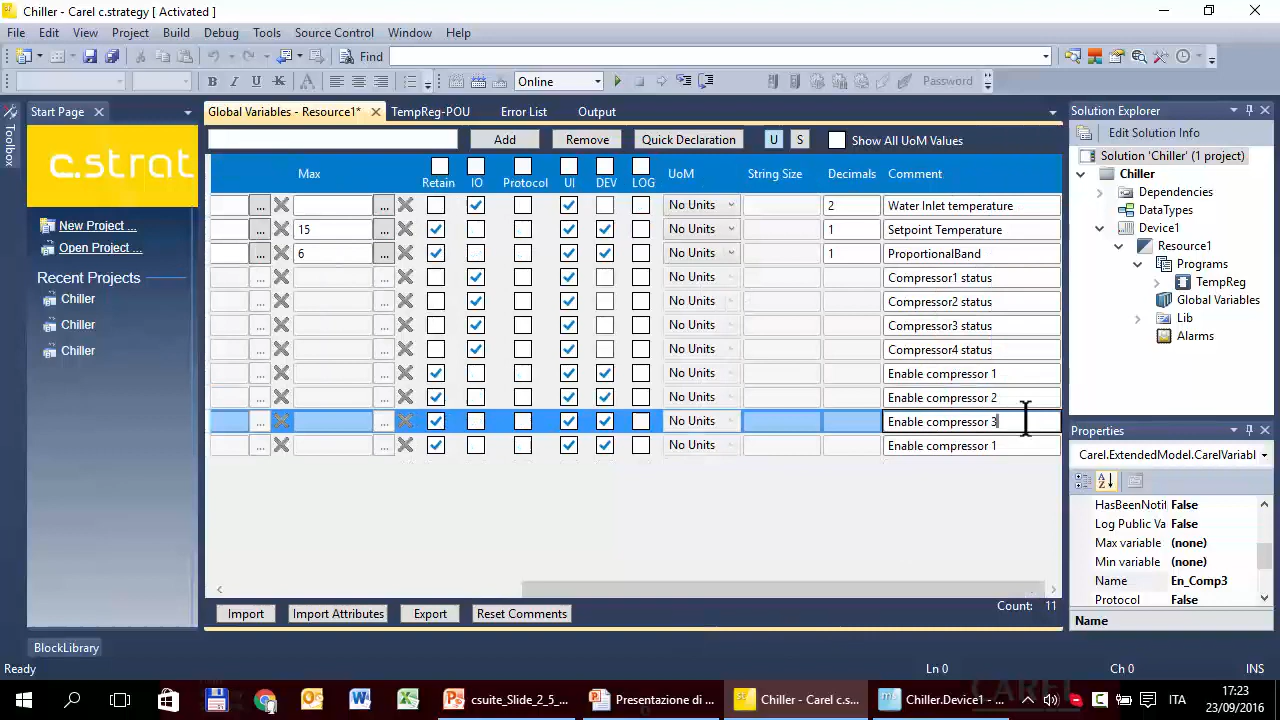 Chiller - Carel c.strategy [ Activated ]
File Edit View Project Build Debug Tools Source Control Window Help
Find
Online Password
Toolbox
Start Page
Global Variables - Resource1* TempReg-POU Error List Output
Solution Explorer
c.strat
Add Remove Quick Declaration U S Show All UoM Values
Edit Solution Info
Max Retain IO Protocol UI DEV LOG UoM String Size Decimals Comment
... ... No Units 2 Water Inlet temperature
... 15 ... No Units 1 Setpoint Temperature
... 6 ... No Units 1 ProportionalBand
... ... No Units Compressor1 status
... ... No Units Compressor2 status
... ... No Units Compressor3 status
... ... No Units Compressor4 status
... ... No Units Enable compressor 1
... ... No Units Enable compressor 2
... ... No Units Enable compressor 3
... ... No Units Enable compressor 1
New Project ...
Open Project ...
Recent Projects
Chiller
Chiller
Chiller
Solution 'Chiller' (1 project)
Chiller
Dependencies
DataTypes
Device1
Resource1
Programs
TempReg
Global Variables
Lib
Alarms
Properties
Carel.ExtendedModel.CarelVariabl
HasBeenNotif False
Log Public Va False
Max variable (none)
Min variable (none)
Name En_Comp3
Protocol False
Name
Import Import Attributes Export Reset Comments
Count: 11
BlockLibrary
Ready Ln 0 Ch 0 INS
csuite_Slide_2_5_... Presentazione di ... Chiller - Carel c.s... Chiller.Device1 - ...
CAREL
ITA
17:23
23/09/2016